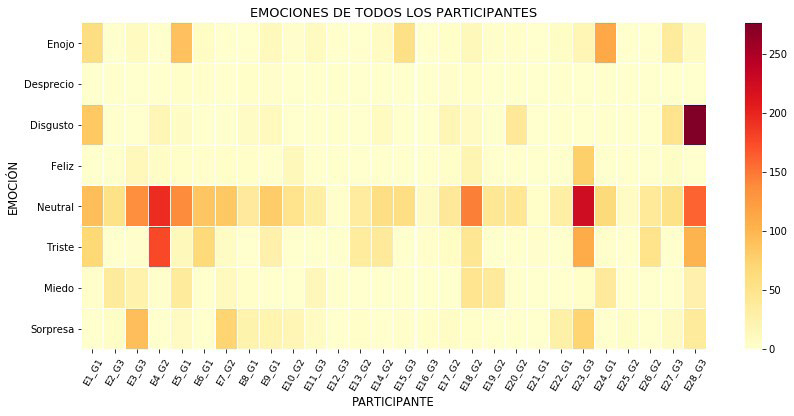 EMOCIONES DE TODOS LOS PARTICIPANTES
EMOCIÓN
Enojo
Desprecio
Disgusto
Feliz
Neutral
Triste
Miedo
Sorpresa
E1_G1
E2_G3
E3_G3
E4_G2
E5_G1
E6_G1
E7_G2
E8_G1
E9_G1
E10_G2
E11_G3
E12_G3
E13_G2
E14_G2
E15_G3
E16_G3
E17_G2
E18_G2
E19_G2
E20_G2
E21_G1
E22_G1
E23_G3
E24_G1
E25_G2
E26_G2
E27_G3
E28_G3
PARTICIPANTE
250
200
150
100
50
0